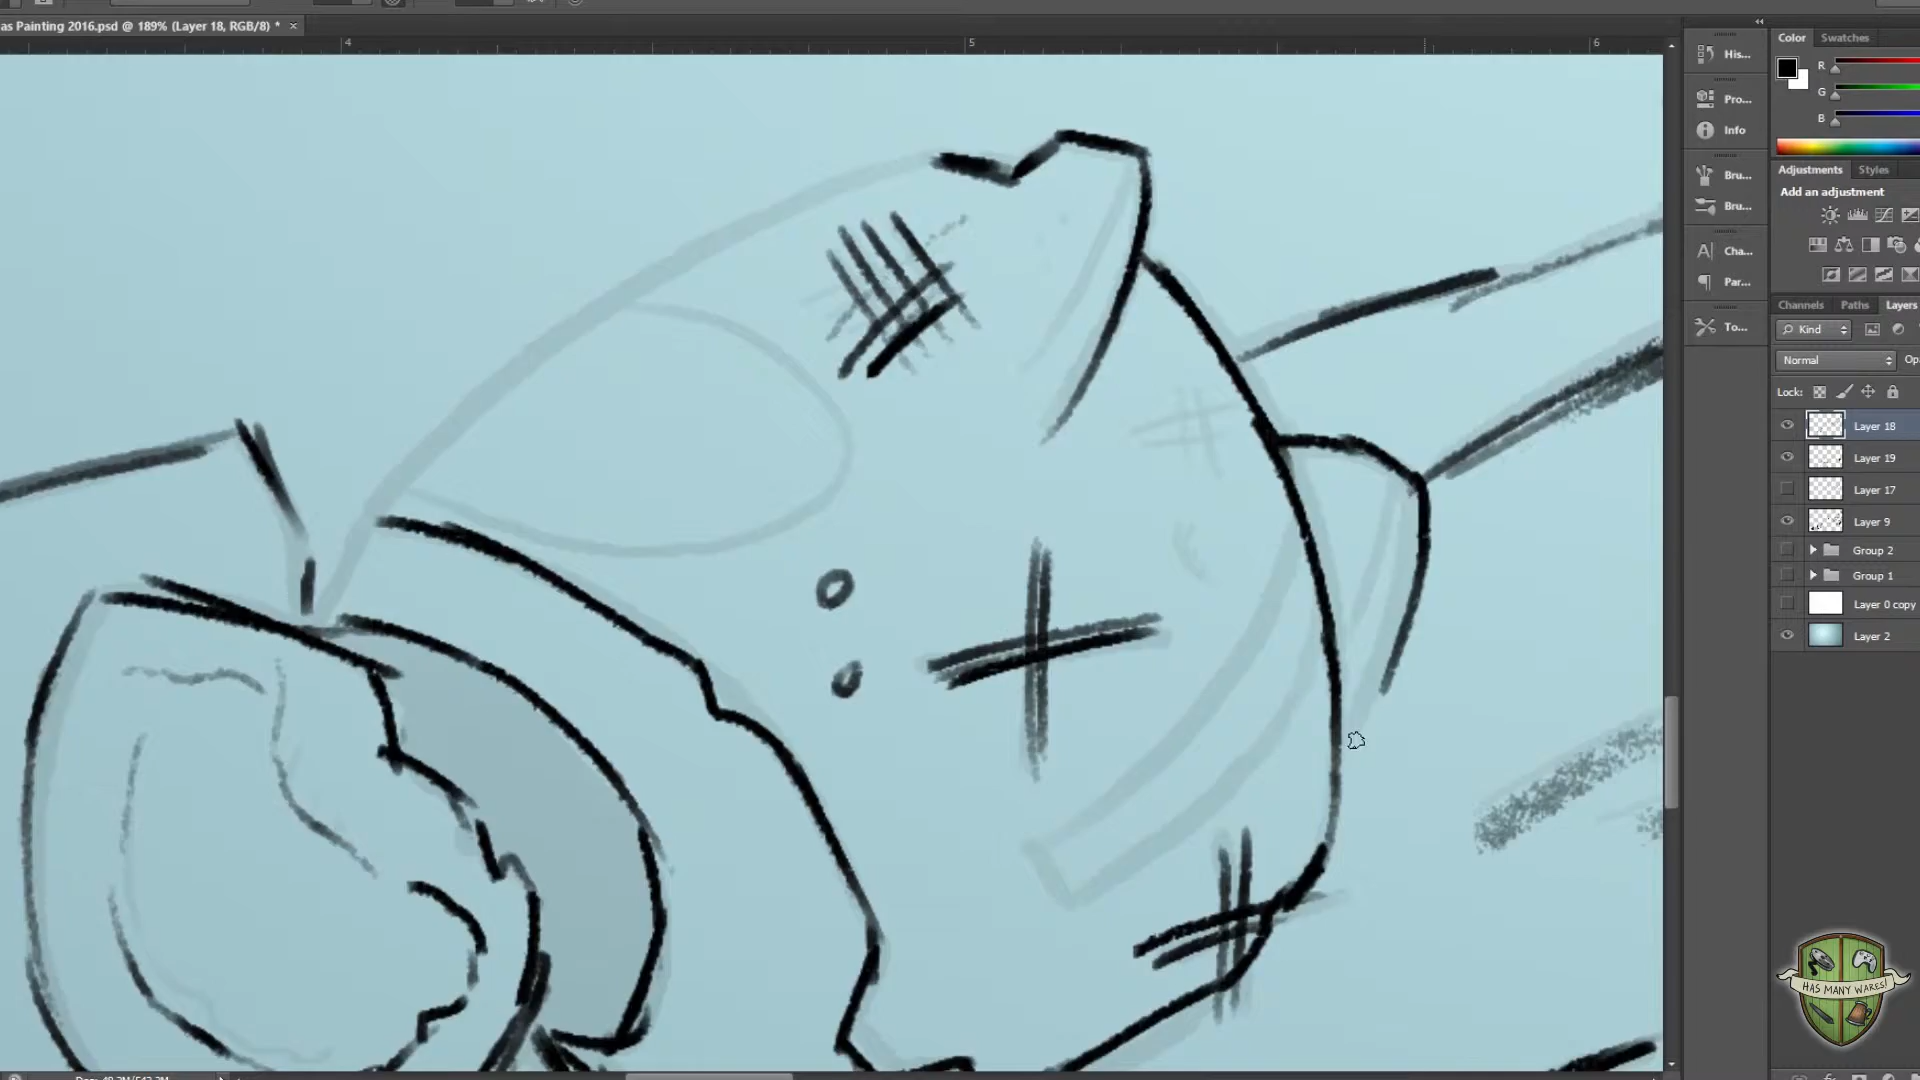 as Painting 2016.psd @ 189% (Layer 18, RGB/8) *
4
5
6
His...
Pro...
Info
Bru...
Bru...
Cha...
Par...
To...
Color
Swatches
R
G
B
Adjustments
Styles
Add an adjustment
Channels
Paths
Layers
Kind
Normal
Opa
Lock:
Layer 18
Layer 19
Layer 17
Layer 9
Group 2
Group 1
Layer 0 copy
Layer 2
HAS MANY WARES!